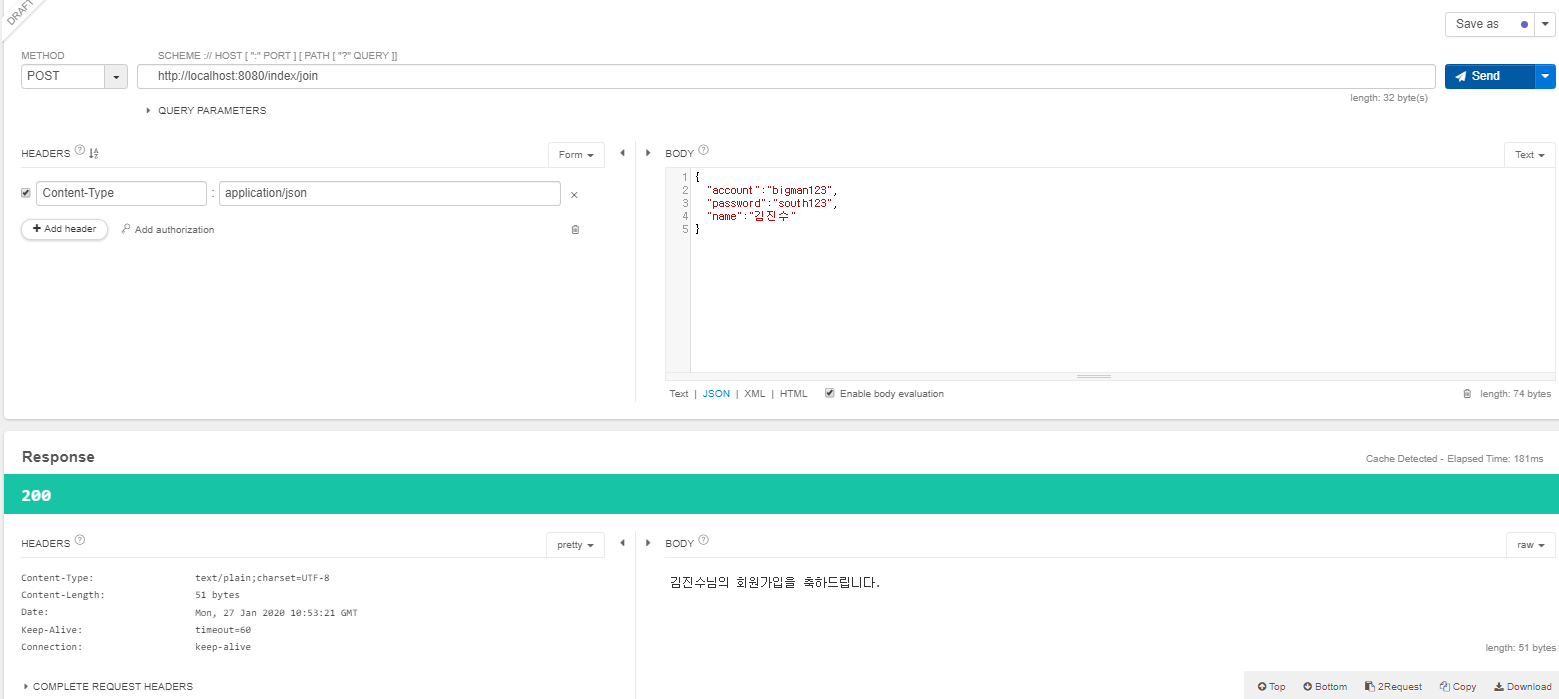 DRAFT
Save as
METHOD SCHEME :// HOST [ ":" PORT ] [ PATH [ "?" QUERY ]]
POST http://localhost:8080/index/join Send
length: 32 byte(s)
QUERY PARAMETERS
HEADERS ? Form BODY ? Text
Content-Type : application/json ×
+ Add header Add authorization
1 {
2 "account":"bigman123",
3 "password":"south123",
4 "name":"김진수"
5 }
Text | JSON | XML | HTML Enable body evaluation length: 74 bytes
Response Cache Detected - Elapsed Time: 181ms
200
HEADERS ? pretty BODY ? raw
Content-Type: text/plain;charset=UTF-8
Content-Length: 51 bytes
Date: Mon, 27 Jan 2020 10:53:21 GMT
Keep-Alive: timeout=60
Connection: keep-alive
김진수님의 회원가입을 축하드립니다.
length: 51 bytes
COMPLETE REQUEST HEADERS
Top Bottom 2Request Copy Download